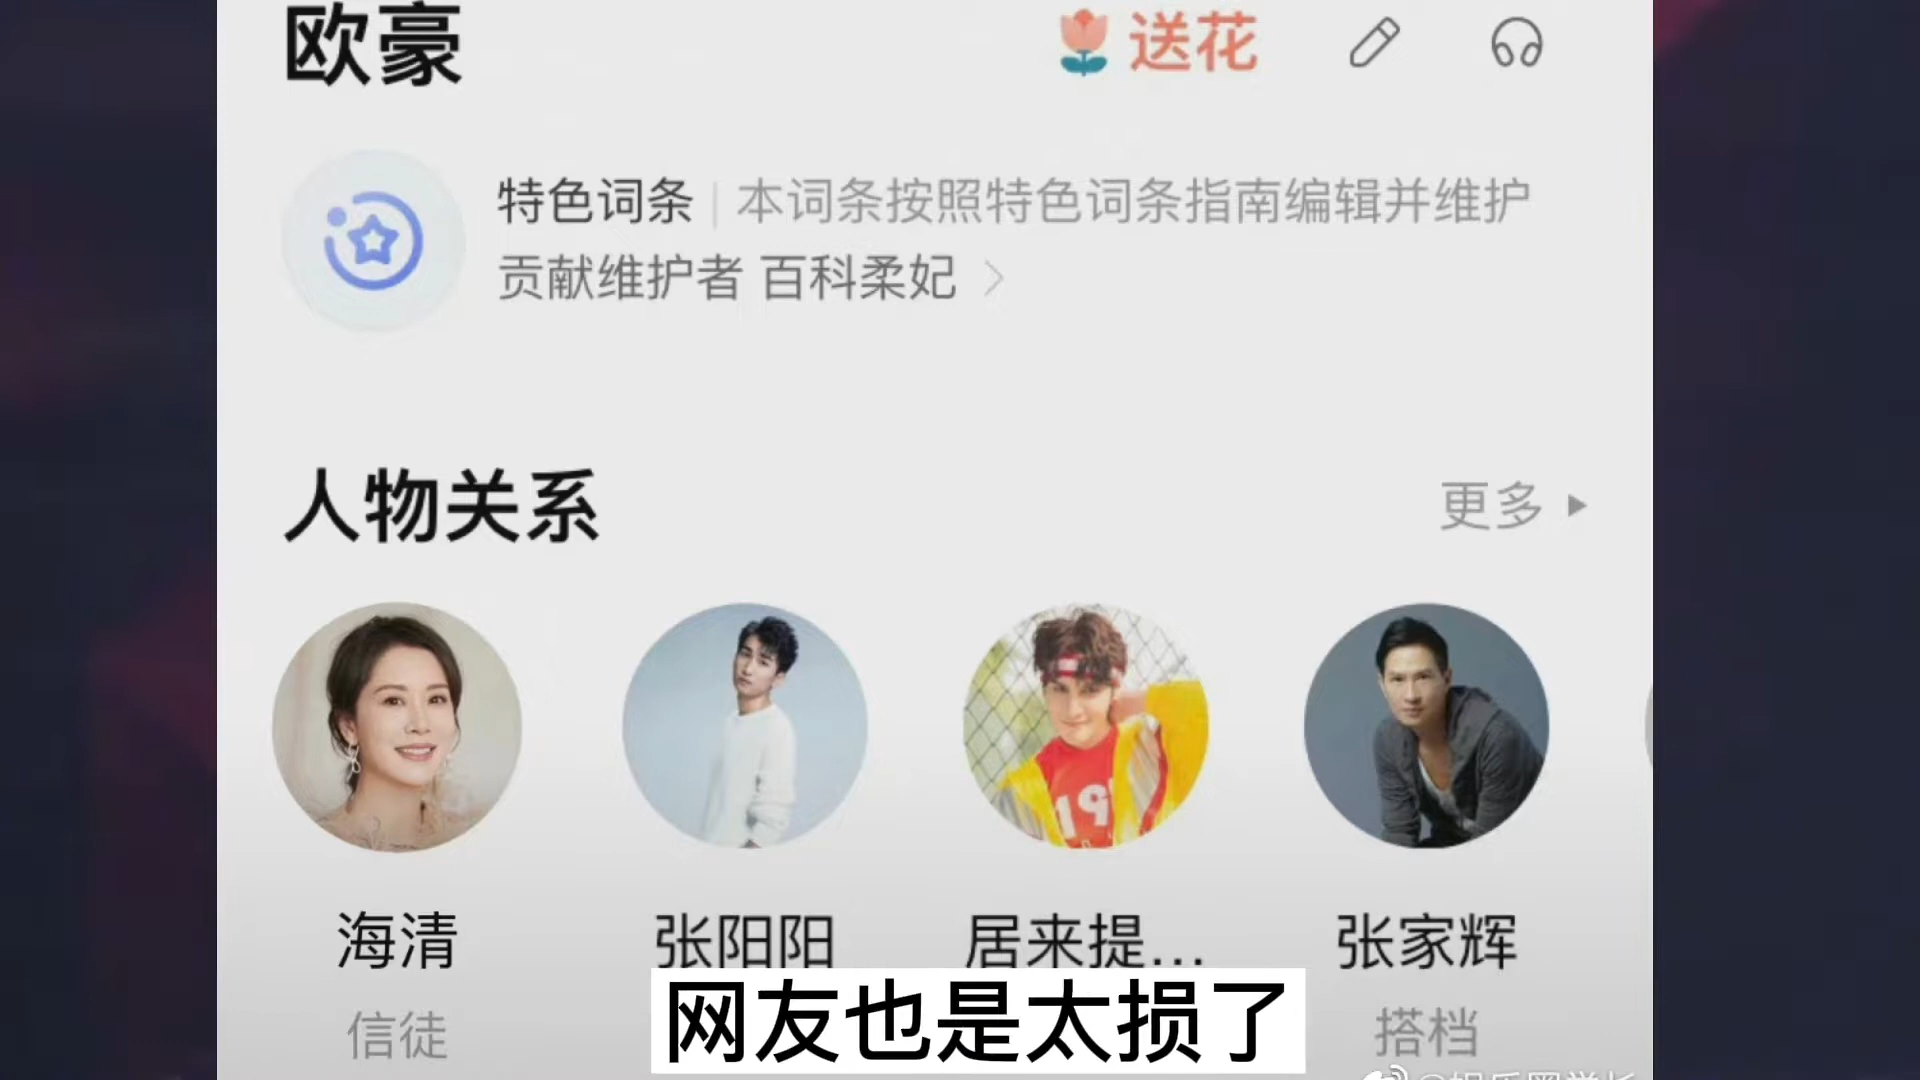 欧豪
送花
特色词条 | 本词条按照特色词条指南编辑并维护
贡献维护者 百科柔妃 >
人物关系
更多
19
海清
张阳阳
居来提...
张家辉
信徒
搭档
网友也是太损了